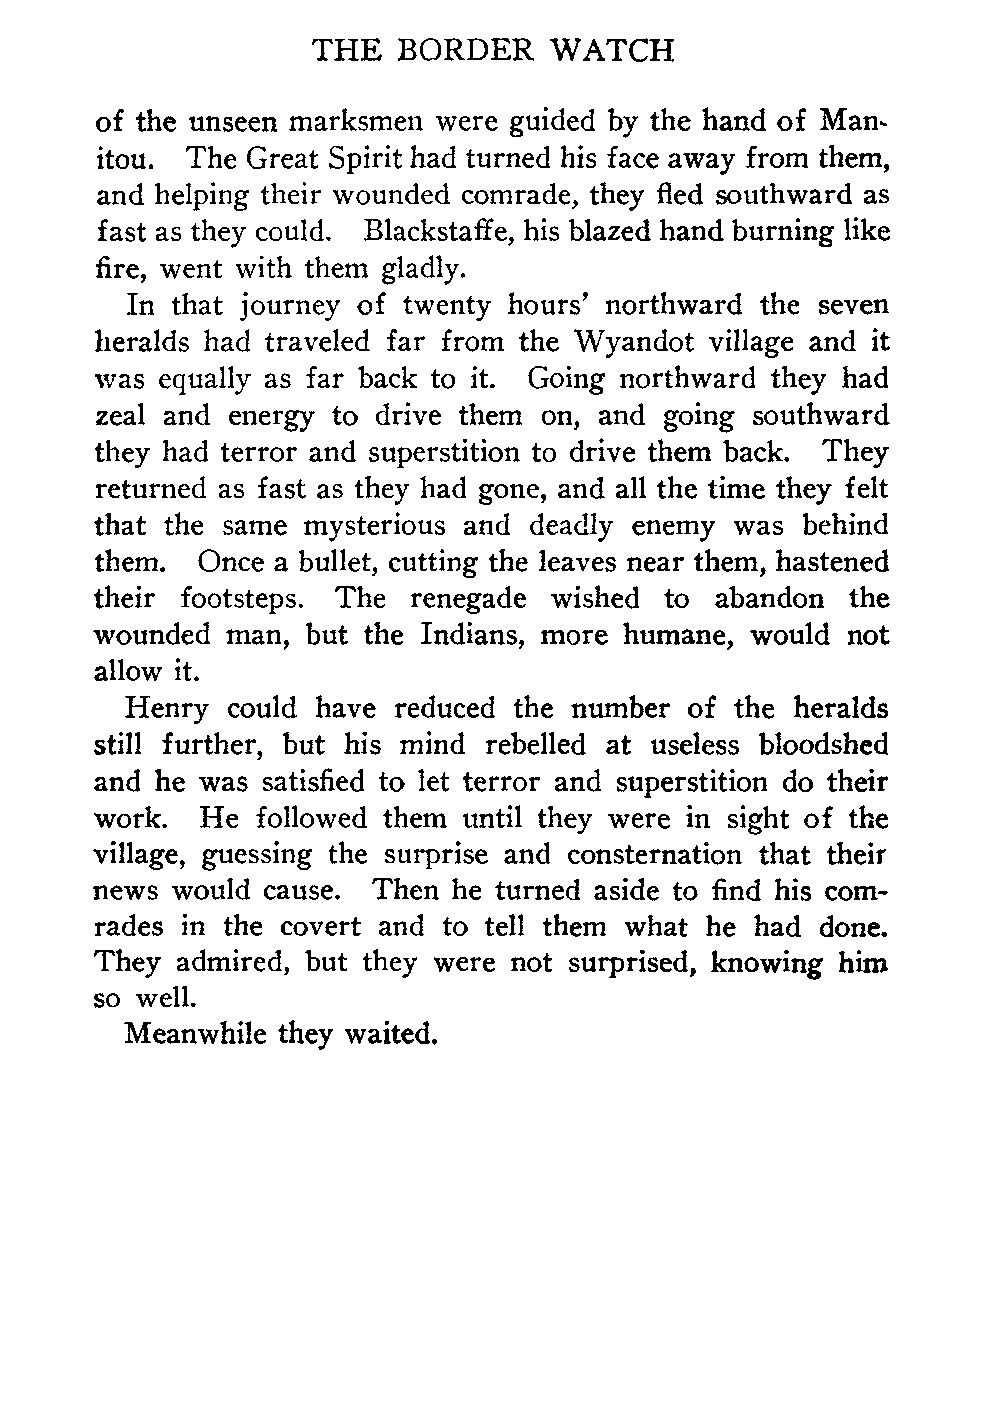 THE BORDER WATCH
of the unseen marksmen were guided by the hand of Man-
itou. The Great Spirit had turned his face away from them,
and helping their wounded comrade, they fled southward as
fast as they could. Blackstaffe, his blazed hand burning like
fire, went with them gladly.
In that journey of twenty hours' northward the seven
heralds had traveled far from the Wyandot village and it
was equally as far back to it. Going northward they had
zeal and energy to drive them on, and going southward
they had terror and superstition to drive them back. They
returned as fast as they had gone, and all the time they felt
that the same mysterious and deadly enemy was behind
them. Once a bullet, cutting the leaves near them, hastened
their footsteps. The renegade wished to abandon the
wounded man, but the Indians, more humane, would not
allow it.
Henry could have reduced the number of the heralds
still further, but his mind rebelled at useless bloodshed
and he was satisfied to let terror and superstition do their
work. He followed them until they were in sight of the
village, guessing the surprise and consternation that their
news would cause. Then he turned aside to find his com-
rades in the covert and to tell them what he had done.
They admired, but they were not surprised, knowing him
so well.
Meanwhile they waited.